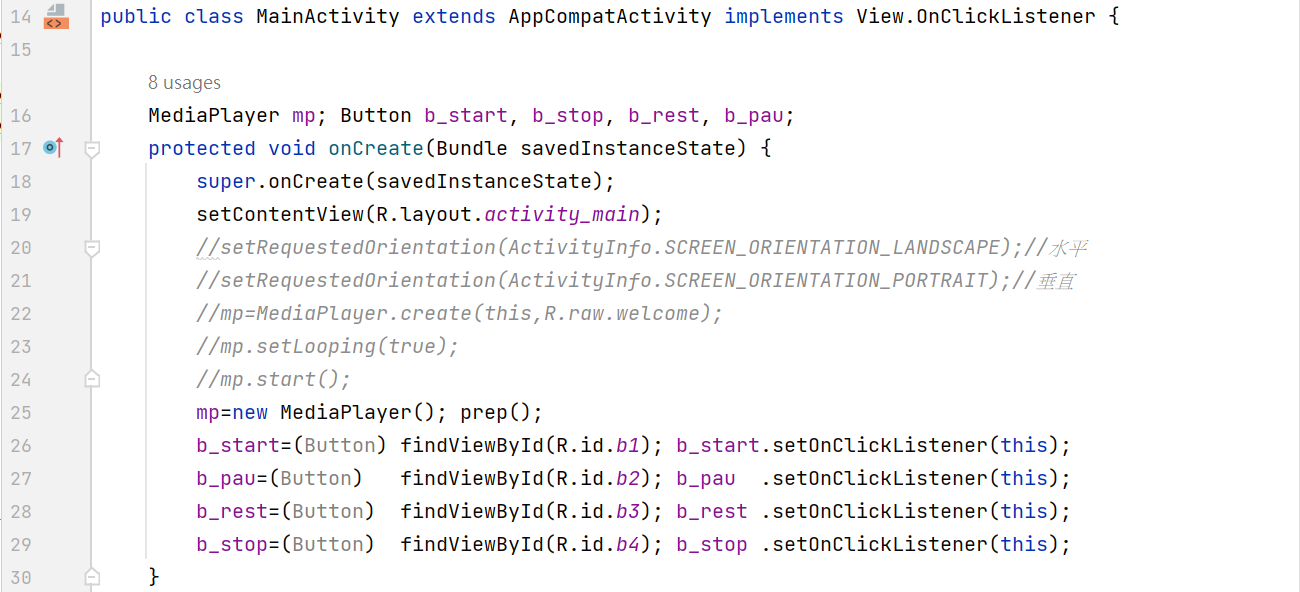 14 public class MainActivity extends AppCompatActivity implements View.OnClickListener {
15
8 usages
16 MediaPlayer mp; Button b_start, b_stop, b_rest, b_pau;
17 protected void onCreate(Bundle savedInstanceState) {
18 super.onCreate(savedInstanceState);
19 setContentView(R.layout.activity_main);
20 //setRequestedOrientation(ActivityInfo.SCREEN_ORIENTATION_LANDSCAPE);//水平
21 //setRequestedOrientation(ActivityInfo.SCREEN_ORIENTATION_PORTRAIT);//垂直
22 //mp=MediaPlayer.create(this,R.raw.welcome);
23 //mp.setLooping(true);
24 //mp.start();
25 mp=new MediaPlayer(); prep();
26 b_start=(Button) findViewById(R.id.b1); b_start.setOnClickListener(this);
27 b_pau=(Button)   findViewById(R.id.b2); b_pau  .setOnClickListener(this);
28 b_rest=(Button)  findViewById(R.id.b3); b_rest .setOnClickListener(this);
29 b_stop=(Button)  findViewById(R.id.b4); b_stop .setOnClickListener(this);
30 }